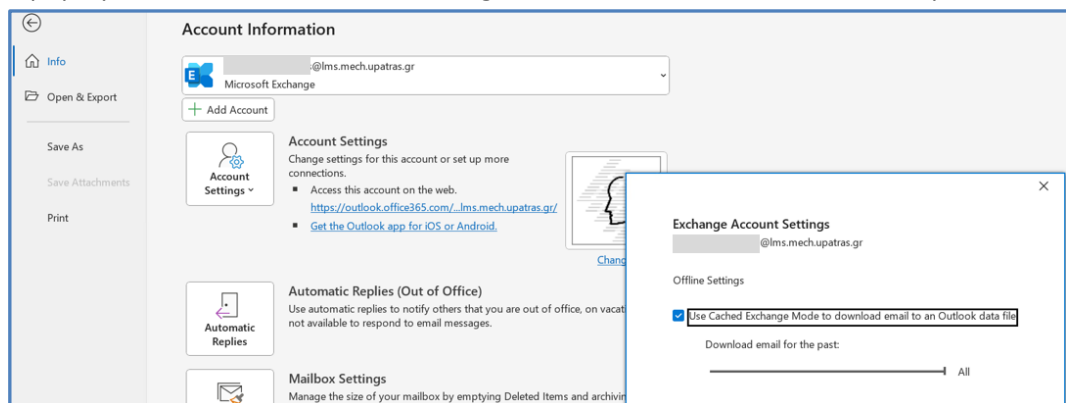 Account Information
Info
@lms.mech.upatras.gr
Microsoft Exchange
Open & Export
Add Account
Save As
Account Settings
Change settings for this account or set up more
connections.
Account
Settings
Access this account on the web.
https://outlook.office365.com/...lms.mech.upatras.gr/
Get the Outlook app for iOS or Android.
Save Attachments
Print
Chang
Automatic Replies (Out of Office)
Use automatic replies to notify others that you are out of office, on vacat
not available to respond to email messages.
Automatic
Replies
Mailbox Settings
Manage the size of your mailbox by emptying Deleted Items and archivin
Exchange Account Settings
@lms.mech.upatras.gr
Offline Settings
Use Cached Exchange Mode to download email to an Outlook data file
Download email for the past:
All